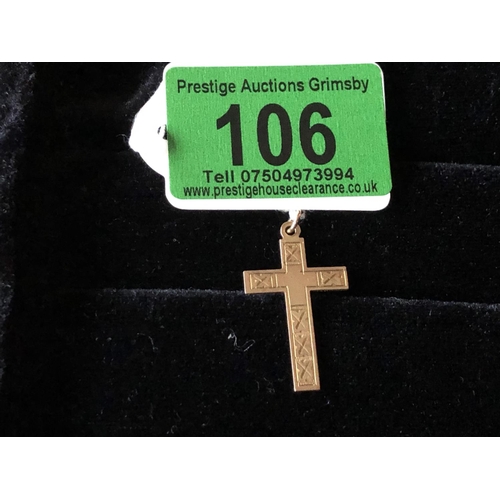 Prestige Auctions Grimsby
106
Tell 07504973994
www.prestigehouseclearance.co.uk